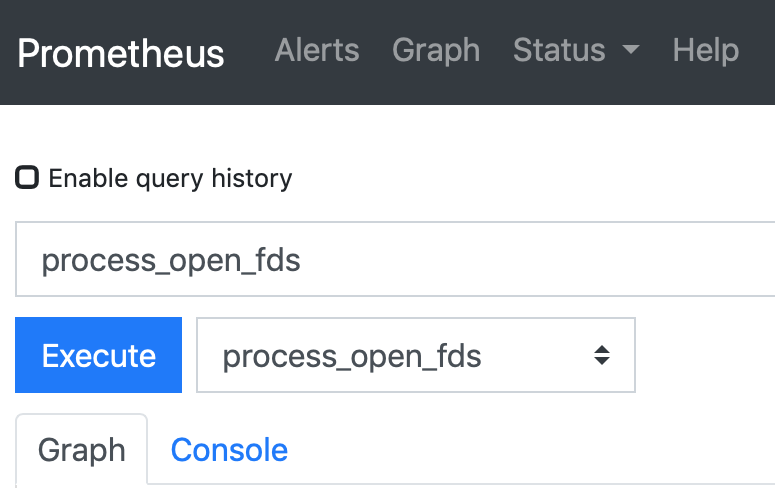 Prometheus Alerts Graph Status Help
Enable query history
process_open_fds
Execute process_open_fds
Graph Console